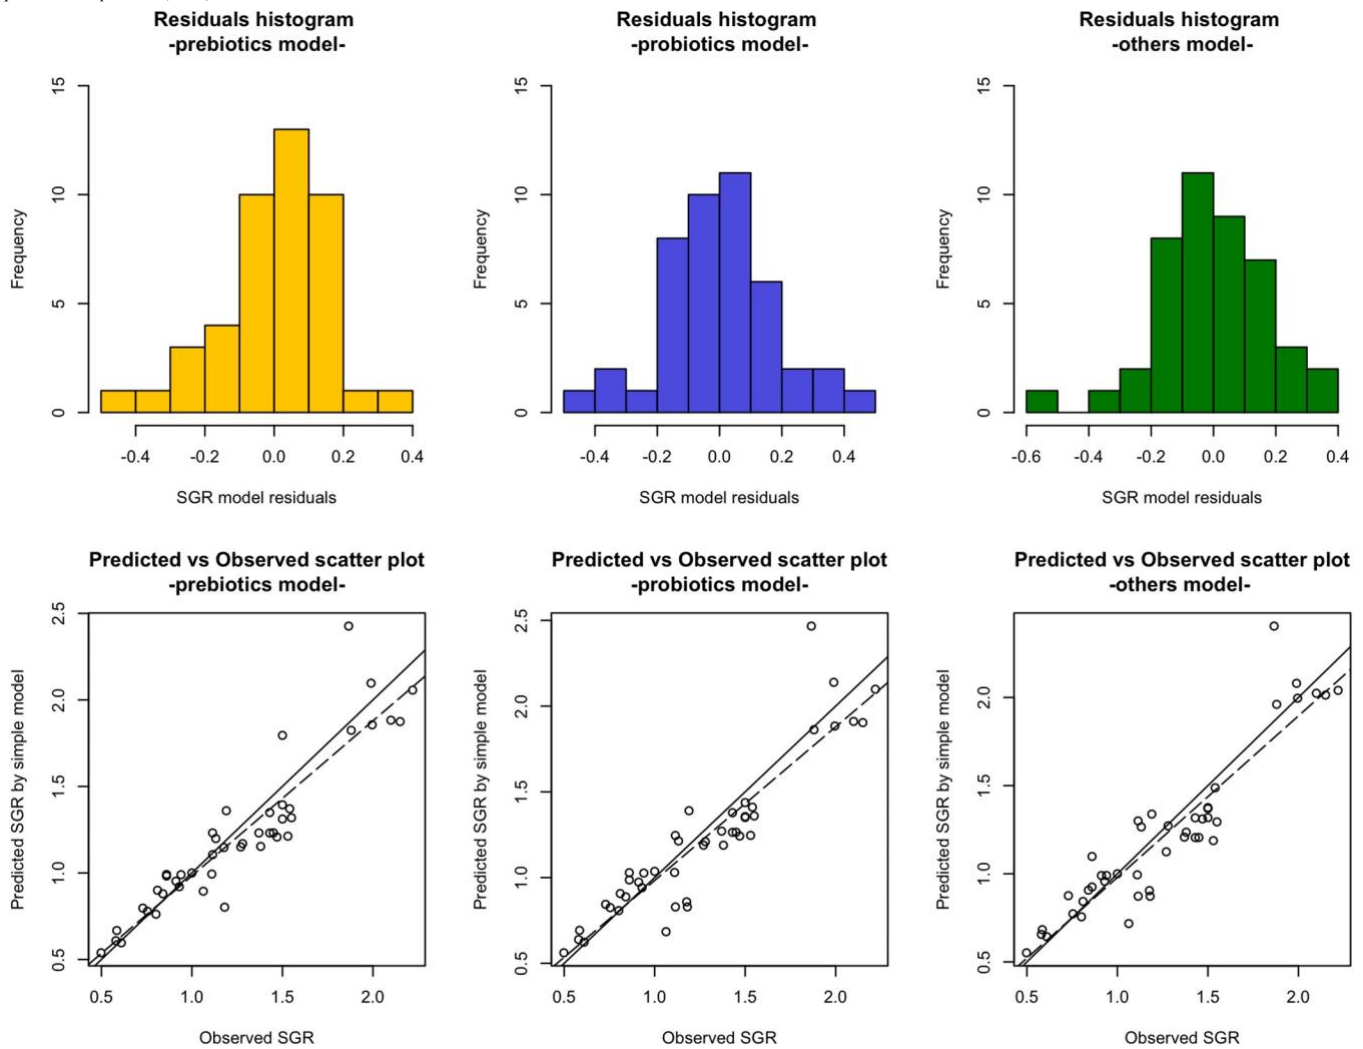 Residuals histogram
-prebiotics model-
15
10
5
0
Frequency
-0.4 -0.2 0.0 0.2 0.4
SGR model residuals
Residuals histogram
-probiotics model-
15
10
5
0
Frequency
-0.4 -0.2 0.0 0.2 0.4
SGR model residuals
Residuals histogram
-others model-
15
10
5
0
Frequency
-0.6 -0.4 -0.2 0.0 0.2 0.4
SGR model residuals
Predicted vs Observed scatter plot
-prebiotics model-
2.5
2.0
1.5
1.0
0.5
Predicted SGR by simple model
0.5 1.0 1.5 2.0
Observed SGR
Predicted vs Observed scatter plot
-probiotics model-
2.5
2.0
1.5
1.0
0.5
Predicted SGR by simple model
0.5 1.0 1.5 2.0
Observed SGR
Predicted vs Observed scatter plot
-others model-
2.0
1.5
1.0
0.5
Predicted SGR by simple model
0.5 1.0 1.5 2.0
Observed SGR